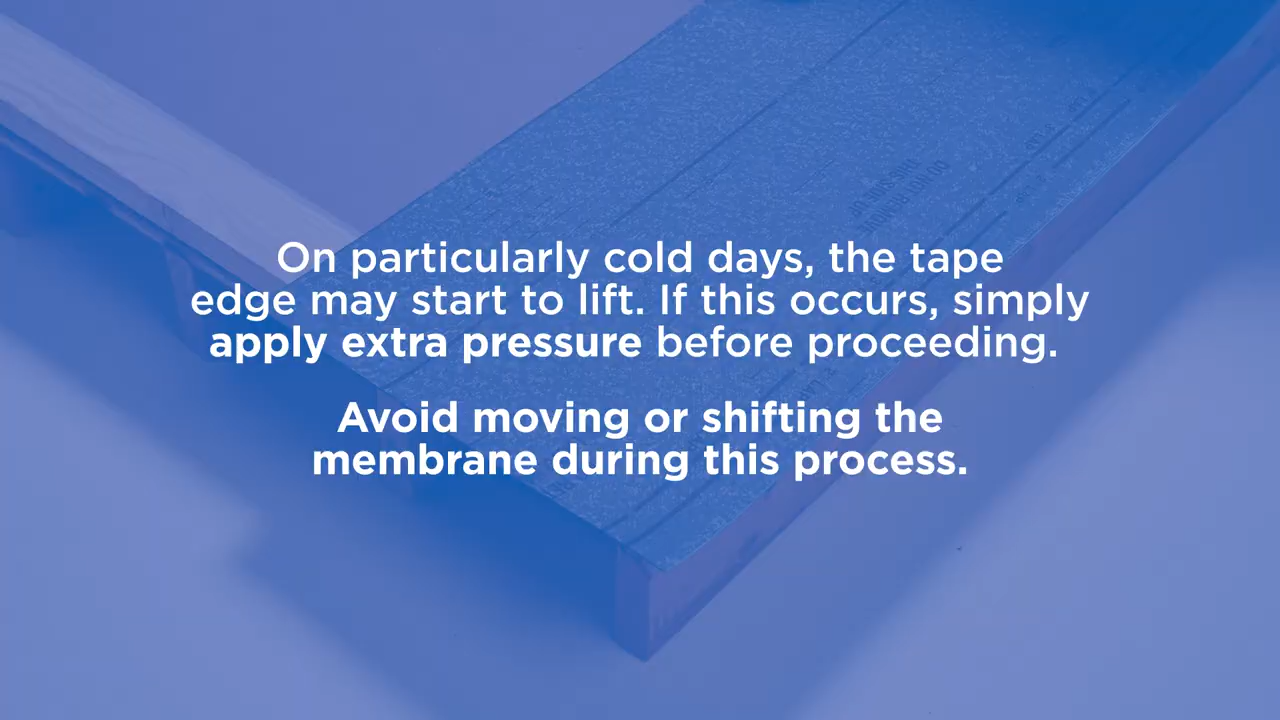 On particularly cold days, the tape
edge may start to lift. If this occurs, simply
apply extra pressure before proceeding.
Avoid moving or shifting the
membrane during this process.